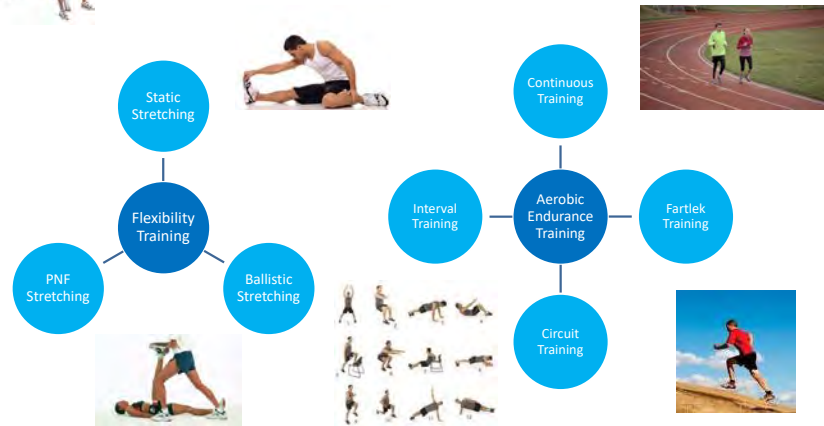 Static
Stretching
Flexibility
Training
PNF
Stretching
Ballistic
Stretching
Continuous
Training
Interval
Training
Aerobic
Endurance
Training
Fartlek
Training
Circuit
Training